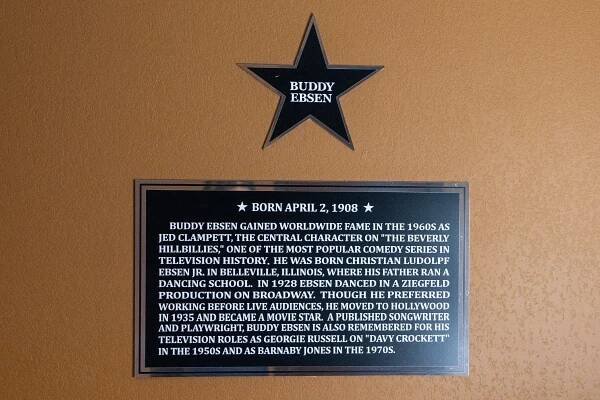 BUDDY
EBSEN
★ BORN APRIL 2, 1908 ★
BUDDY EBSEN GAINED WORLDWIDE FAME IN THE 1960S AS
JED CLAMPETT, THE CENTRAL CHARACTER ON "THE BEVERLY
HILLBILLIES," ONE OF THE MOST POPULAR COMEDY SERIES IN
TELEVISION HISTORY. HE WAS BORN CHRISTIAN LUDOLPF
EBSEN JR. IN BELLEVILLE, ILLINOIS, WHERE HIS FATHER RAN A
DANCING SCHOOL. IN 1928 EBSEN DANCED IN A ZIEGFELD
PRODUCTION ON BROADWAY. THOUGH HE PREFERRED
WORKING BEFORE LIVE AUDIENCES, HE MOVED TO HOLLYWOOD
IN 1935 AND BECAME A MOVIE STAR. A PUBLISHED SONGWRITER
AND PLAYWRIGHT, BUDDY EBSEN IS ALSO REMEMBERED FOR HIS
TELEVISION ROLES AS GEORGIE RUSSELL ON "DAVY CROCKETT"
IN THE 1950S AND AS BARNABY JONES IN THE 1970S.